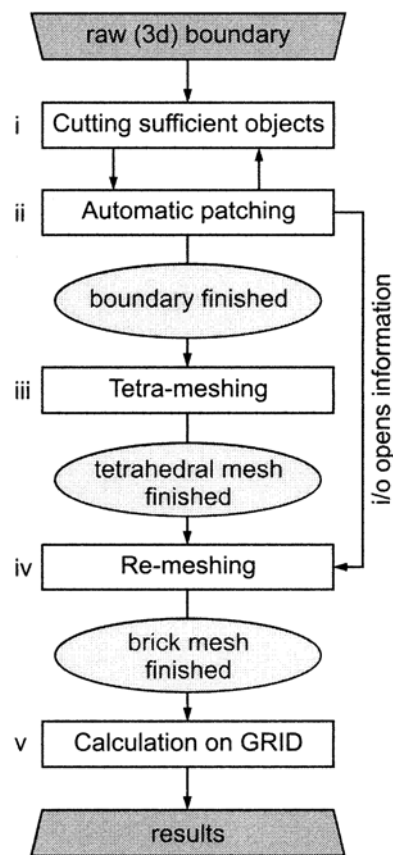 raw (3d) boundary
i Cutting sufficient objects
ii Automatic patching
boundary finished
i/o opens information
iii Tetra-meshing
tetrahedral mesh
finished
iv Re-meshing
brick mesh
finished
v Calculation on GRID
results